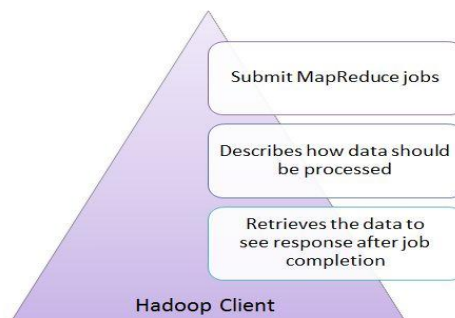 Submit MapReduce jobs
Describes how data should
be processed
Retrieves the data to
see response after job
completion
Hadoop Client